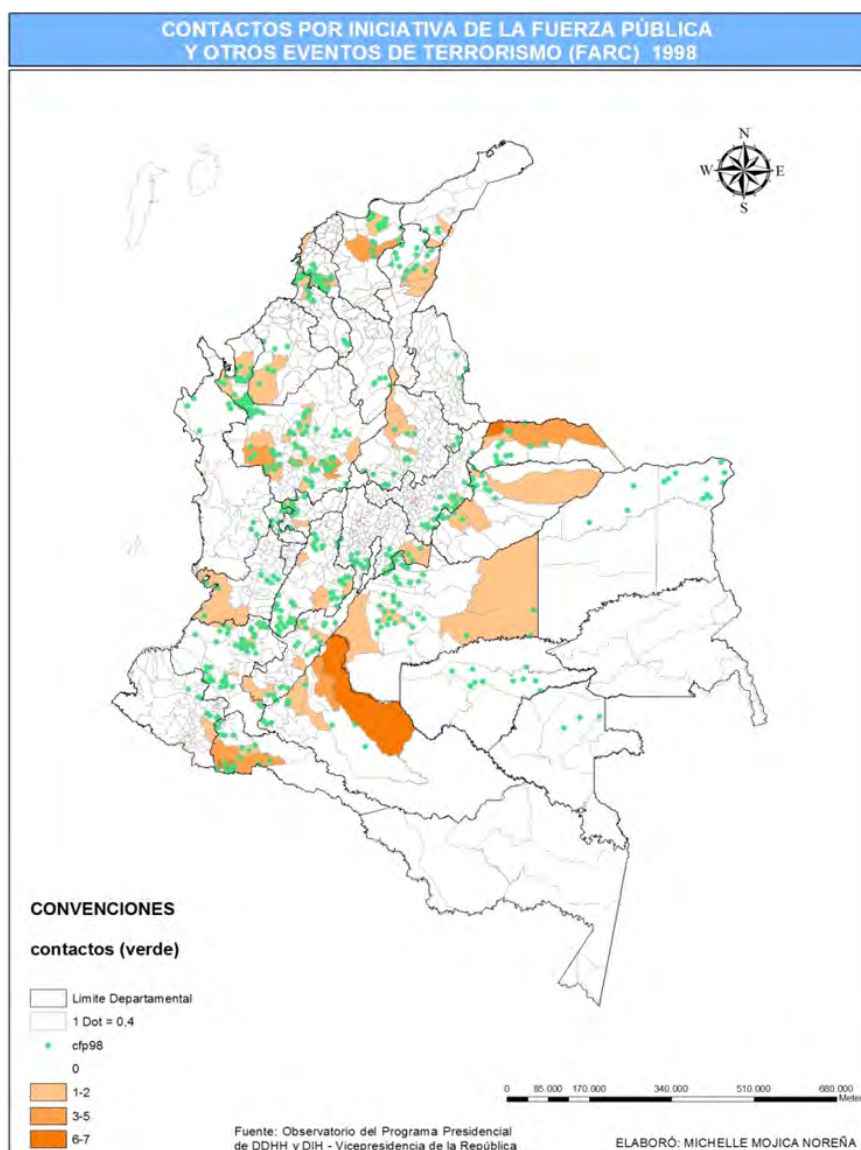 CONTACTOS POR INICIATIVA DE LA FUERZA PÚBLICA
Y OTROS EVENTOS DE TERRORISMO (FARC) 1998
N
W E
S
CONVENCIONES
contactos (verde)
Limite Departamental
1 Dot = 0,4
cfp98
0
1-2
3-5
6-7
0 85.000 170.000 340.000 510.000 680.000
Mete
Fuente: Observatorio del Programa Presidencial
de DDHH y DIH - Vicepresidencia de la República
ELABORÓ: MICHELLE MOJICA NOREÑA